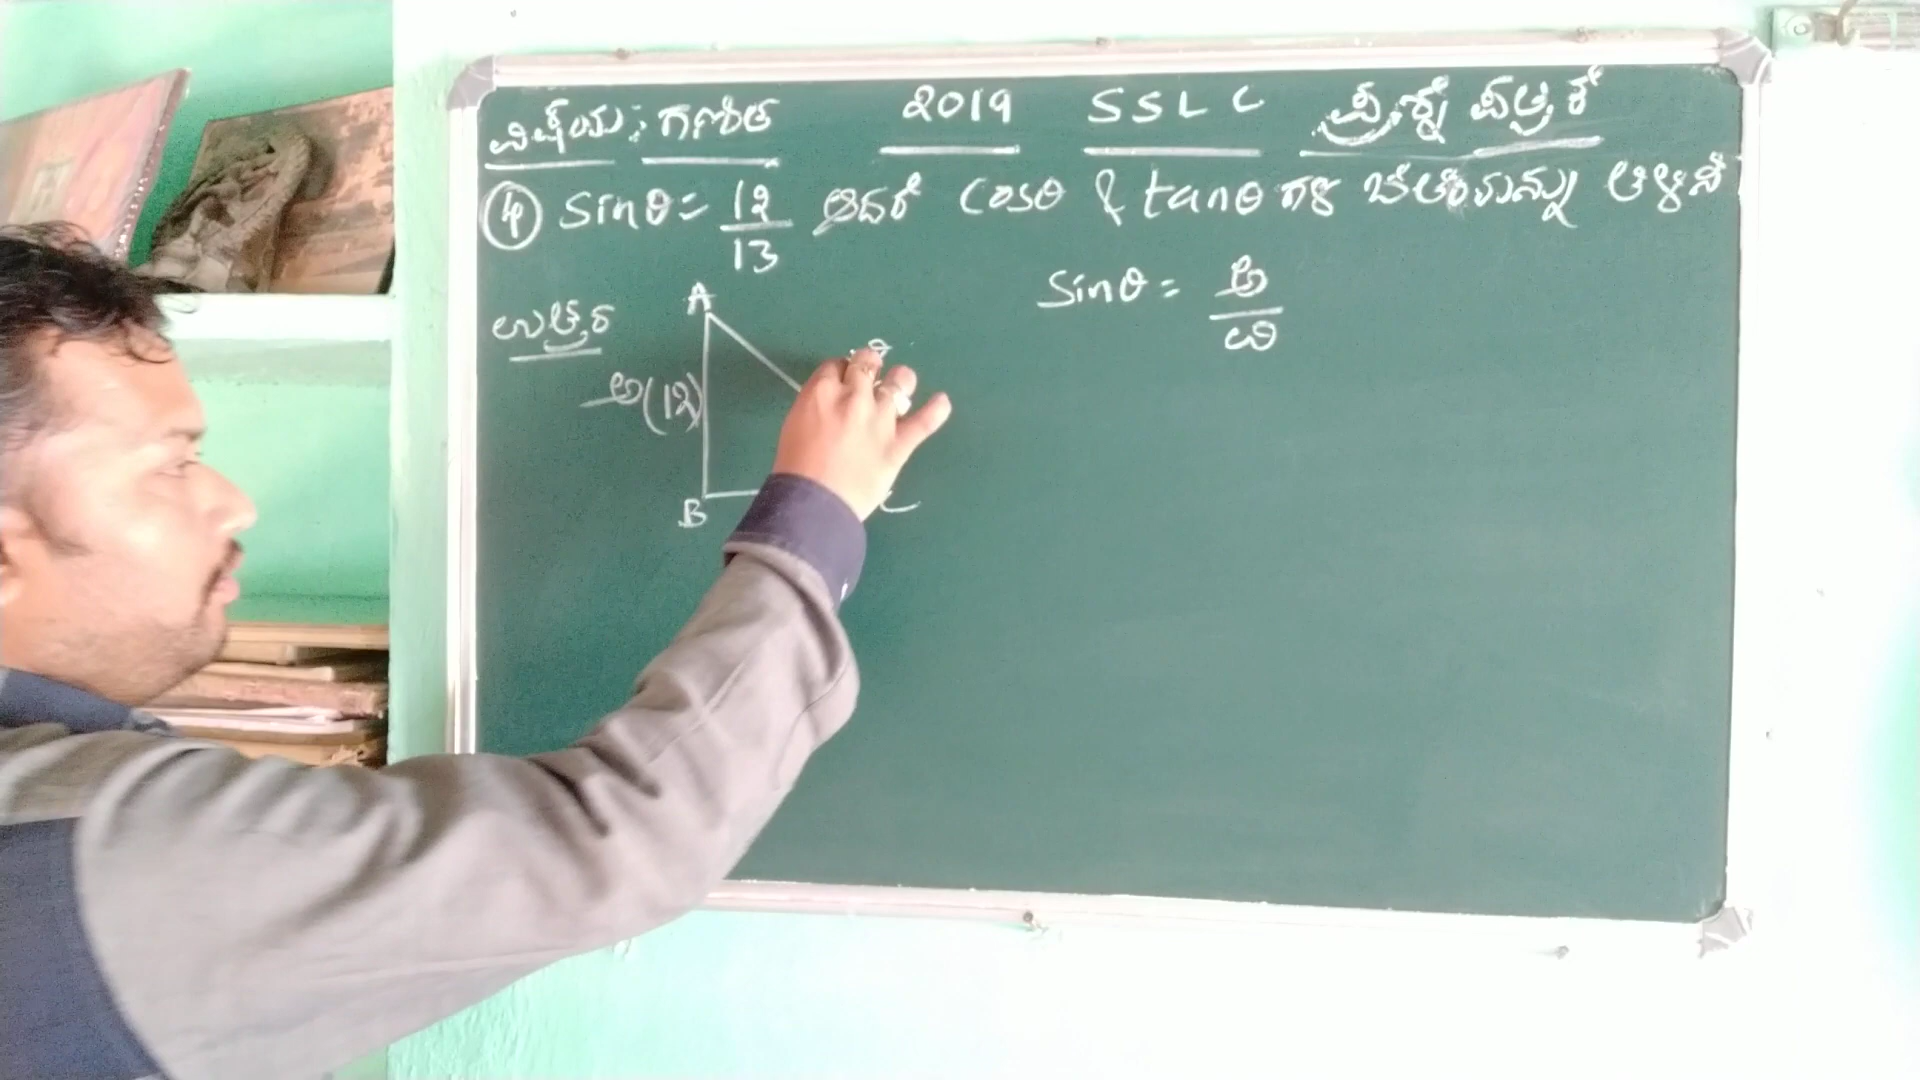 ವಿಷಯ: ಗಣಿತ 2019 SSLC ಪ್ರಶ್ನೆ ಪತ್ರಿಕೆ
④ sinθ = 12/13 ಆದರೆ cosθ & tanθ ಗಳ ಬೆಲೆಯನ್ನು ತಿಳಿಸಿ
sinθ = ಅ/ವಿ
ಉತ್ತರ
A
ಅ(12)
B C